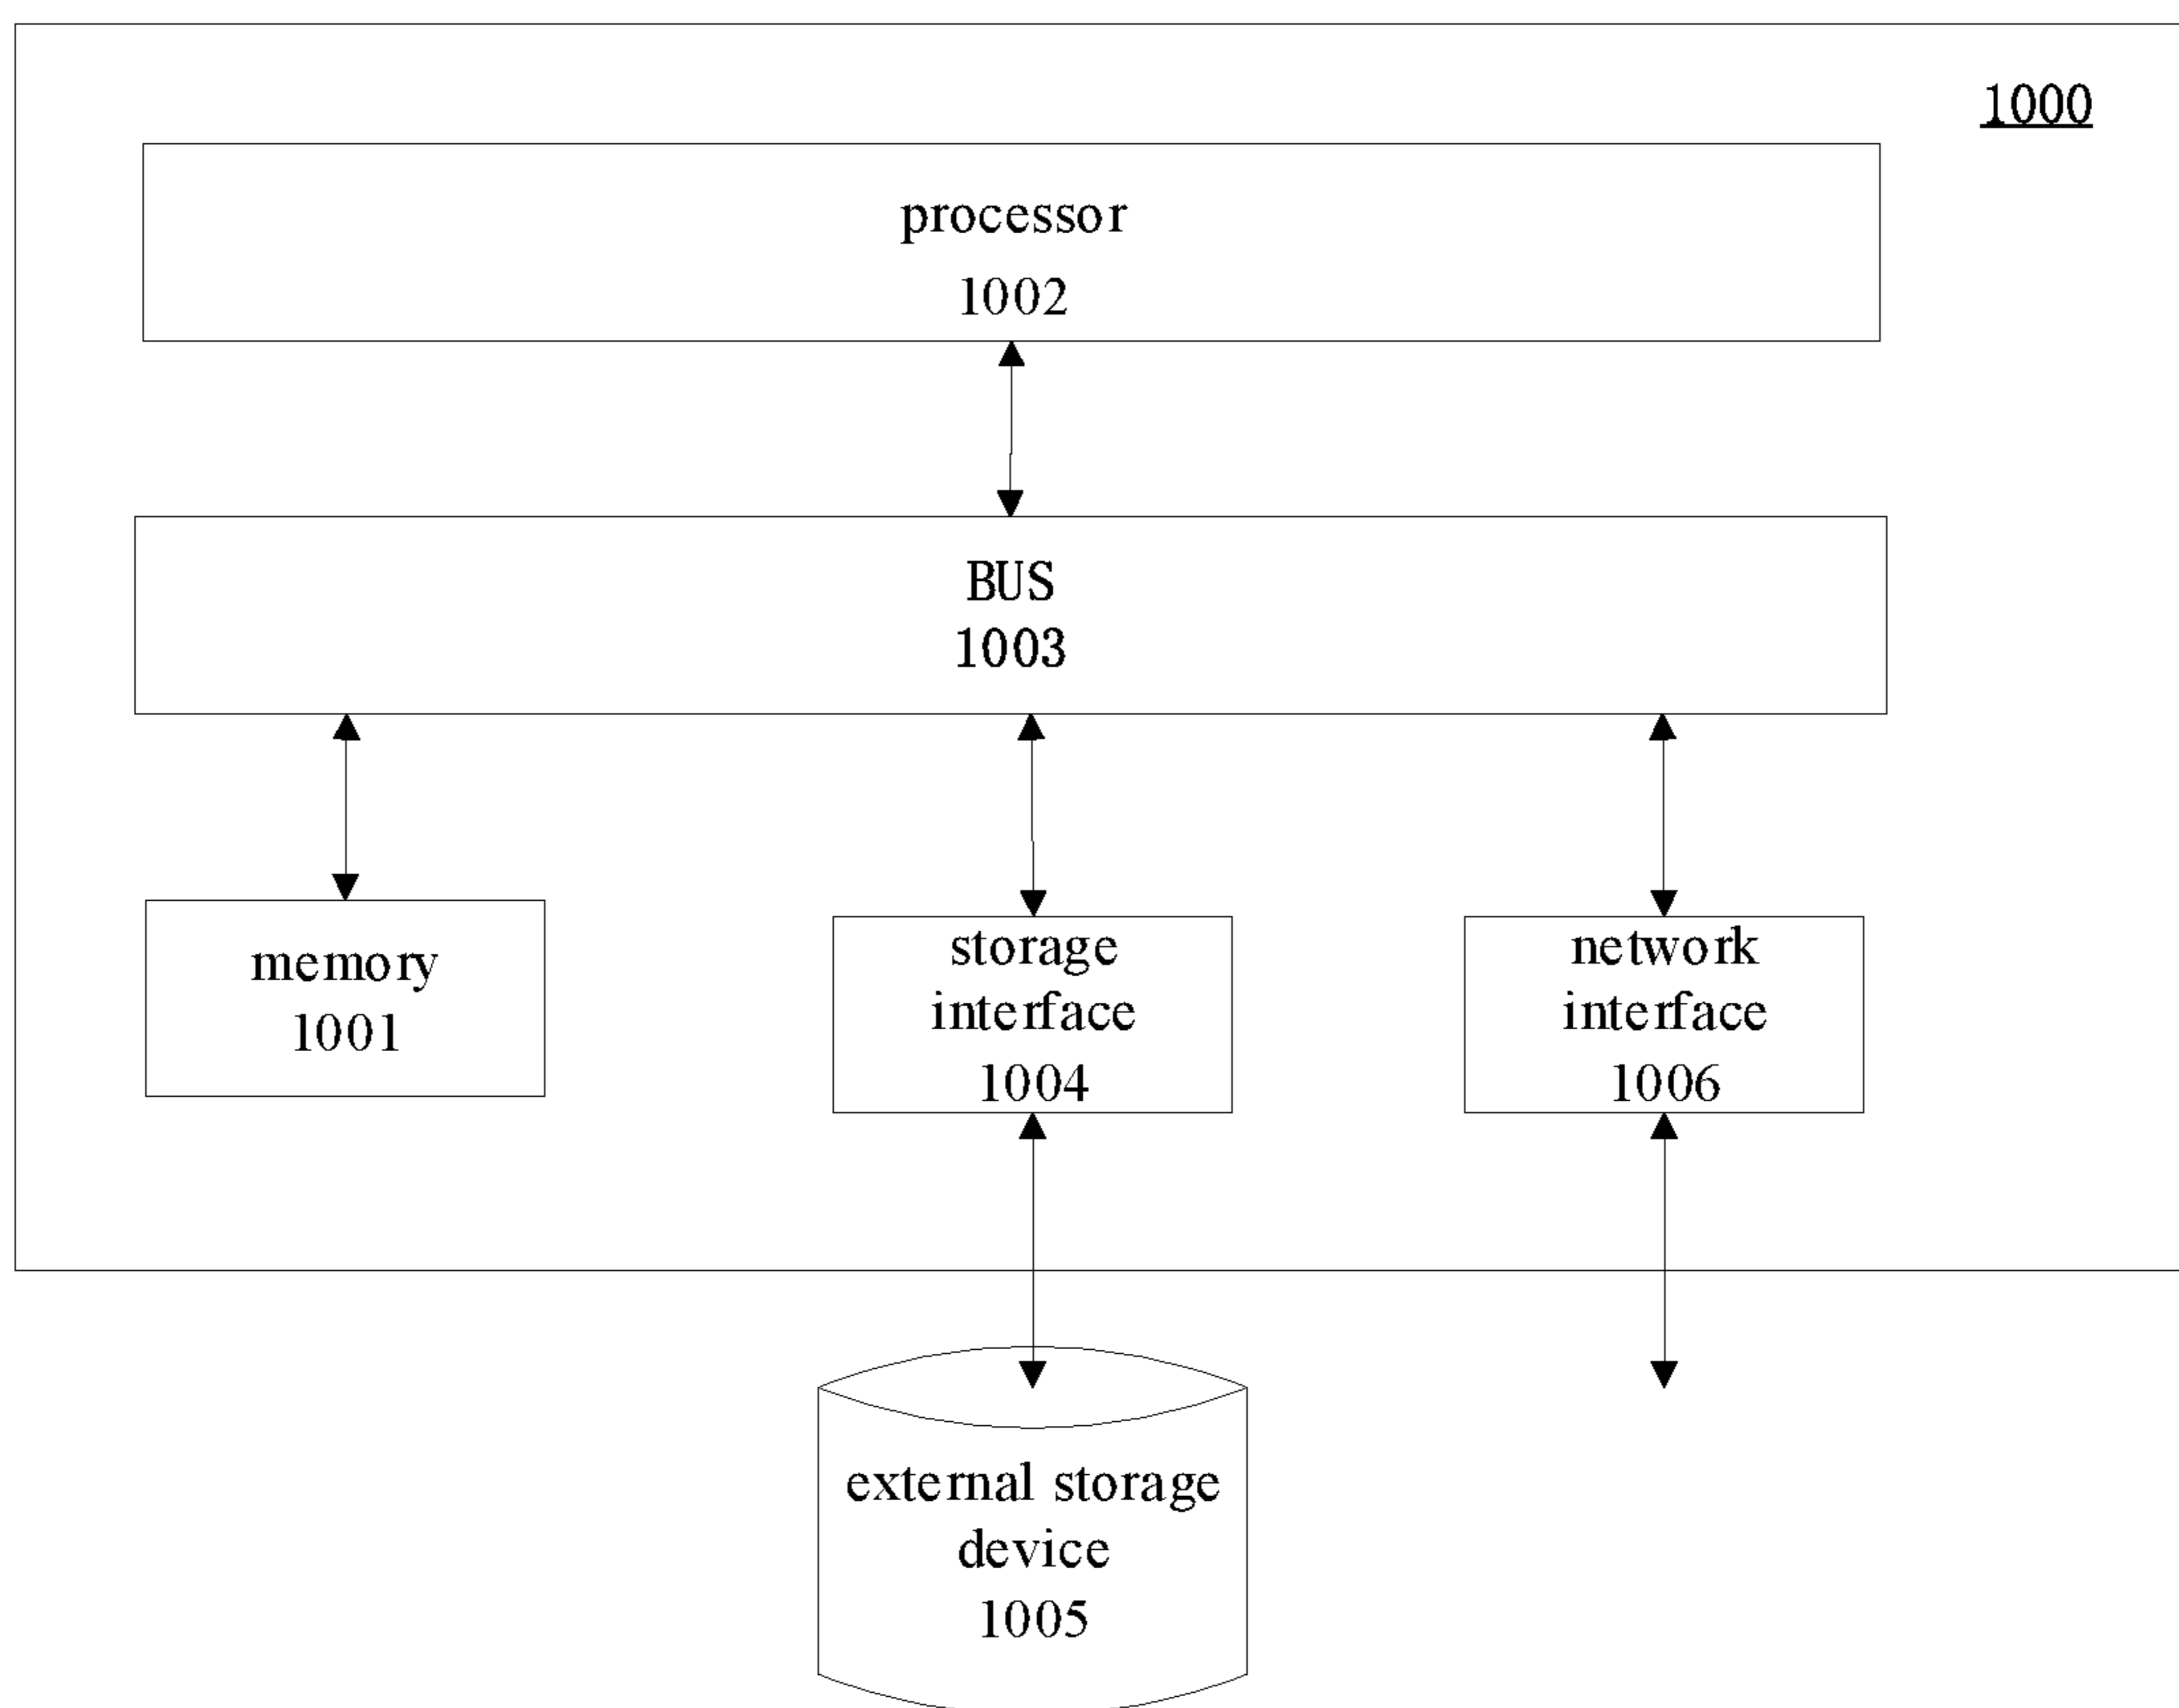 1000
processor
1002
BUS
1003
memory
1001
storage
interface
1004
network
interface
1006
external storage
device
1005